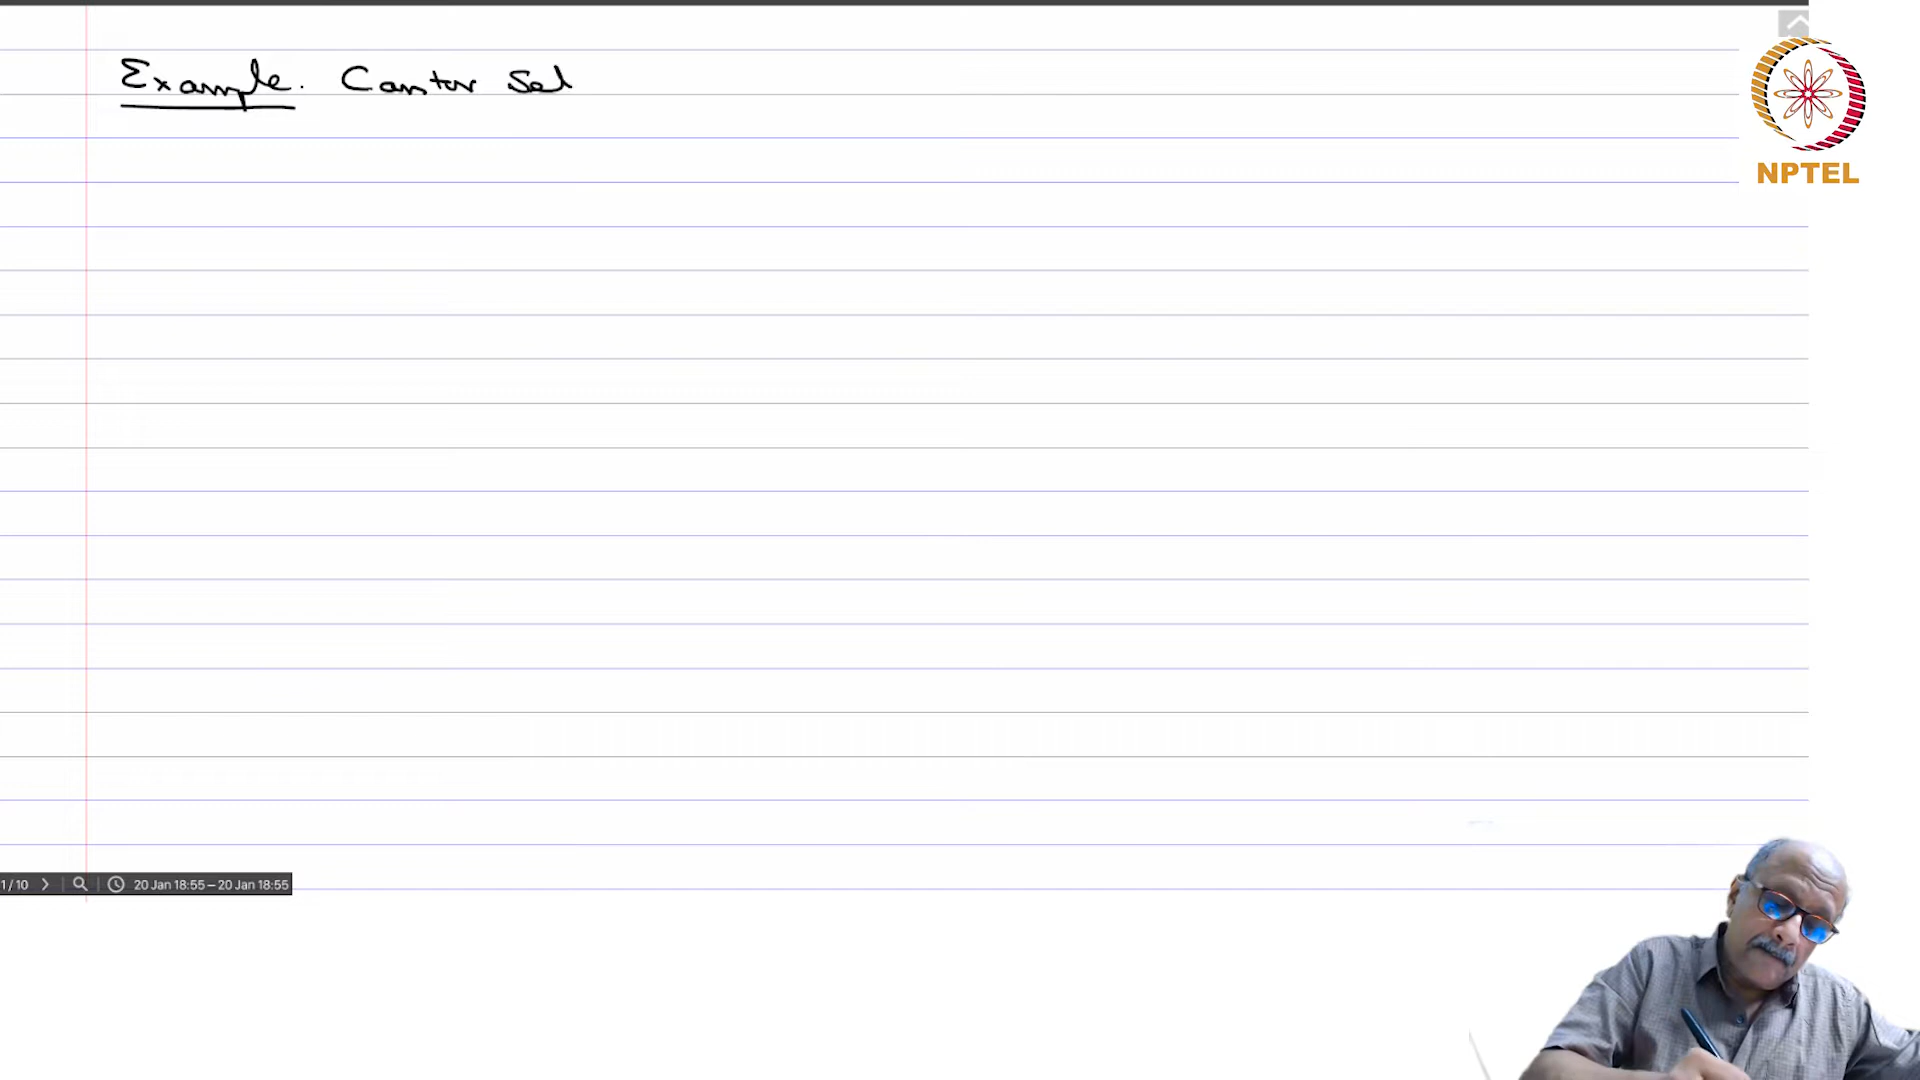 Example. Cantor Set
NPTEL
1 / 10
20 Jan 18:55 – 20 Jan 18:55